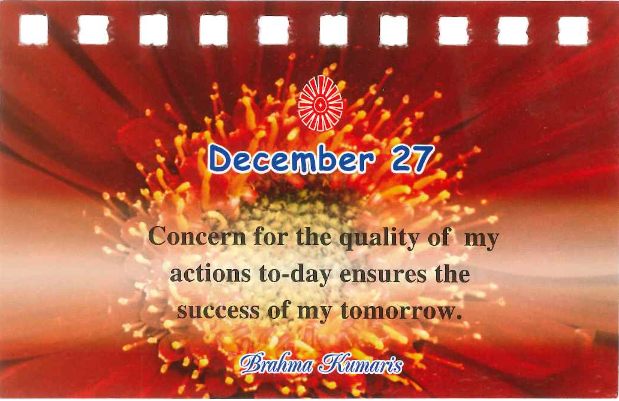 December 27
Concern for the quality of my
actions to-day ensures the
success of my tomorrow.
Brahma Kumaris